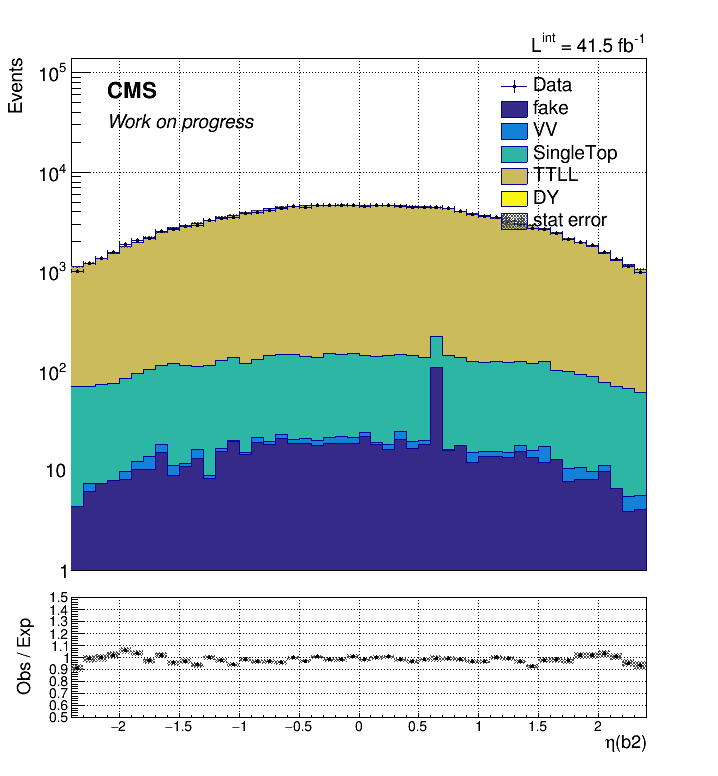 L^int = 41.5 fb^-1
Events
10^5
10^4
10^3
10^2
10
1
CMS
Work on progress
Data
fake
VV
SingleTop
TTLL
DY
stat error
Obs / Exp
1.5
1.4
1.3
1.2
1.1
1
0.9
0.8
0.7
0.6
0.5
−2 −1.5 −1 −0.5 0 0.5 1 1.5 2
η(b2)